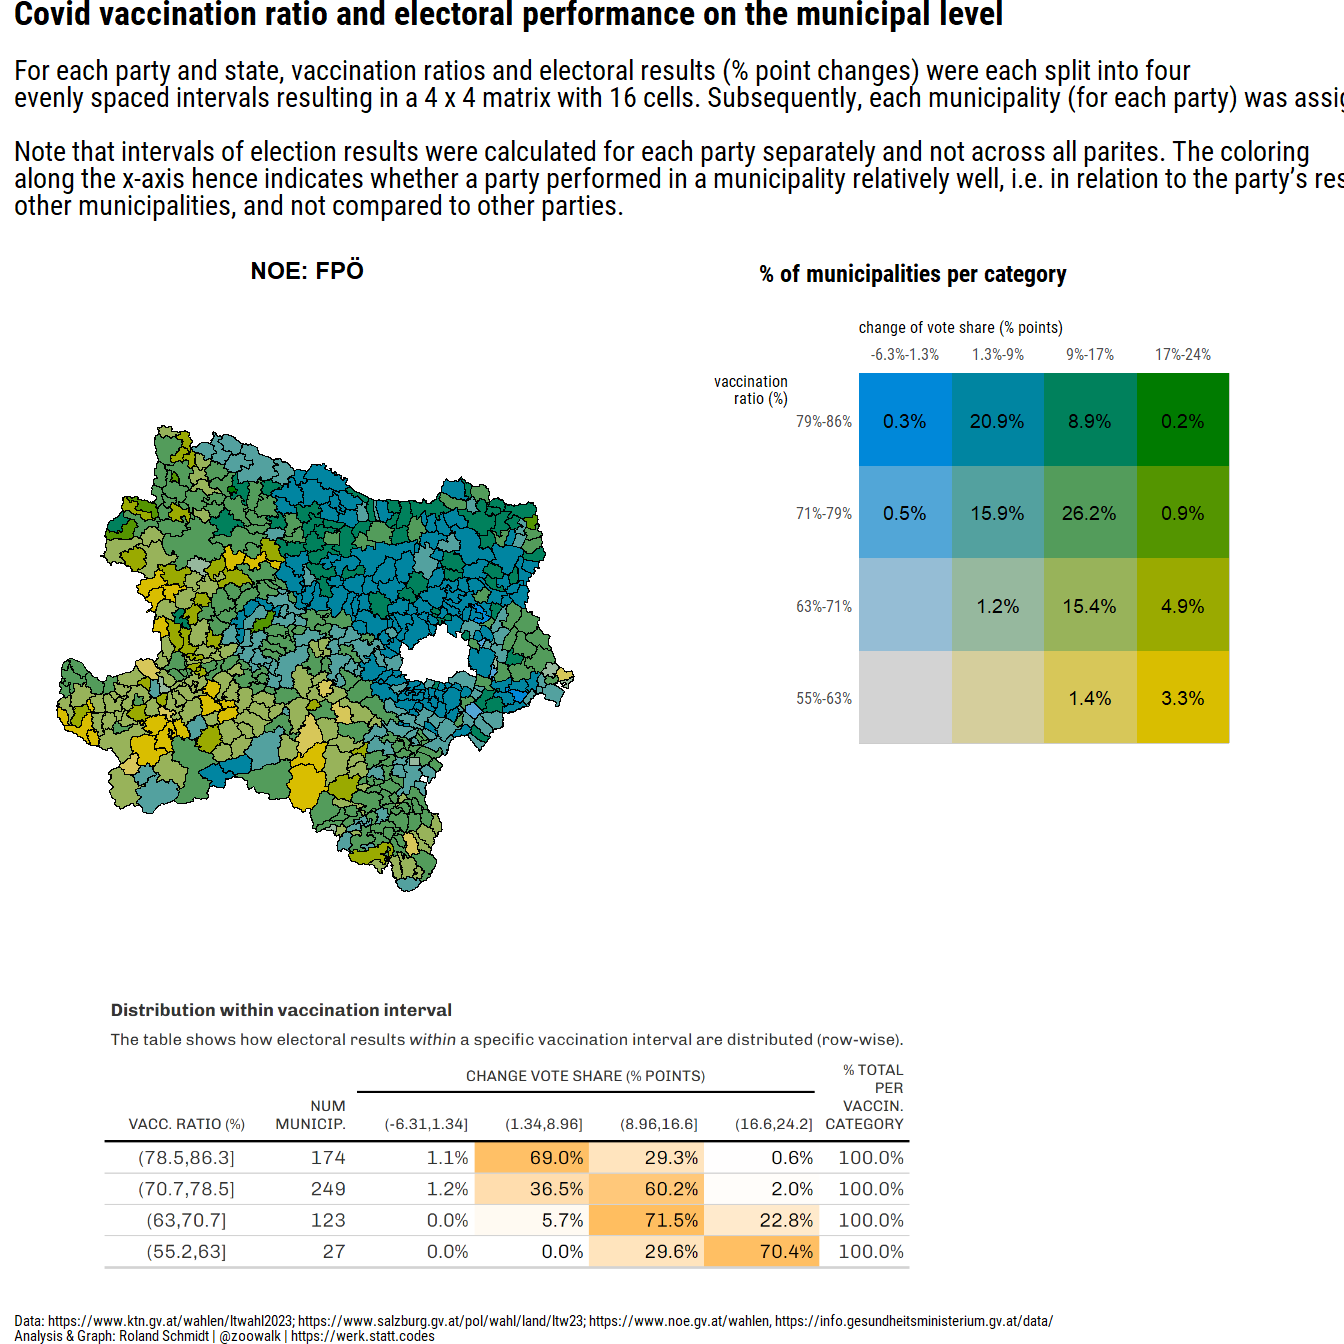 Covid vaccination ratio and electoral performance on the municipal level
For each party and state, vaccination ratios and electoral results (% point changes) were each split into four
evenly spaced intervals resulting in a 4 x 4 matrix with 16 cells. Subsequently, each municipality (for each party) was
Note that intervals of election results were calculated for each party separately and not across all parites. The coloring
along the x-axis hence indicates whether a party performed in a municipality relatively well, i.e. in relation to the party's
other municipalities, and not compared to other parties.
NOE: FPÖ
% of municipalities per category
change of vote share (% points)
-6.3%-1.3% 1.3%-9% 9%-17% 17%-24%
vaccination
ratio (%)
79%-86% 0.3% 20.9% 8.9% 0.2%
71%-79% 0.5% 15.9% 26.2% 0.9%
63%-71% 1.2% 15.4% 4.9%
55%-63% 1.4% 3.3%
Distribution within vaccination interval
The table shows how electoral results within a specific vaccination interval are distributed (row-wise).
CHANGE VOTE SHARE (% POINTS)
% TOTAL
PER
VACCIN.
CATEGORY
NUM
MUNICIP.
VACC. RATIO (%)
(-6.31,1.34] (1.34,8.96] (8.96,16.6] (16.6,24.2]
(78.5,86.3] 174 1.1% 69.0% 29.3% 0.6% 100.0%
(70.7,78.5] 249 1.2% 36.5% 60.2% 2.0% 100.0%
(63,70.7] 123 0.0% 5.7% 71.5% 22.8% 100.0%
(55.2,63] 27 0.0% 0.0% 29.6% 70.4% 100.0%
Data: https://www.ktn.gv.at/wahlen/ltwahl2023; https://www.salzburg.gv.at/pol/wahl/land/ltw23; https://www.noe.gv.at/wahlen, https://info.gesundheitsministerium.gv.at/data/
Analysis & Graph: Roland Schmidt | @zoowalk | https://werk.statt.codes